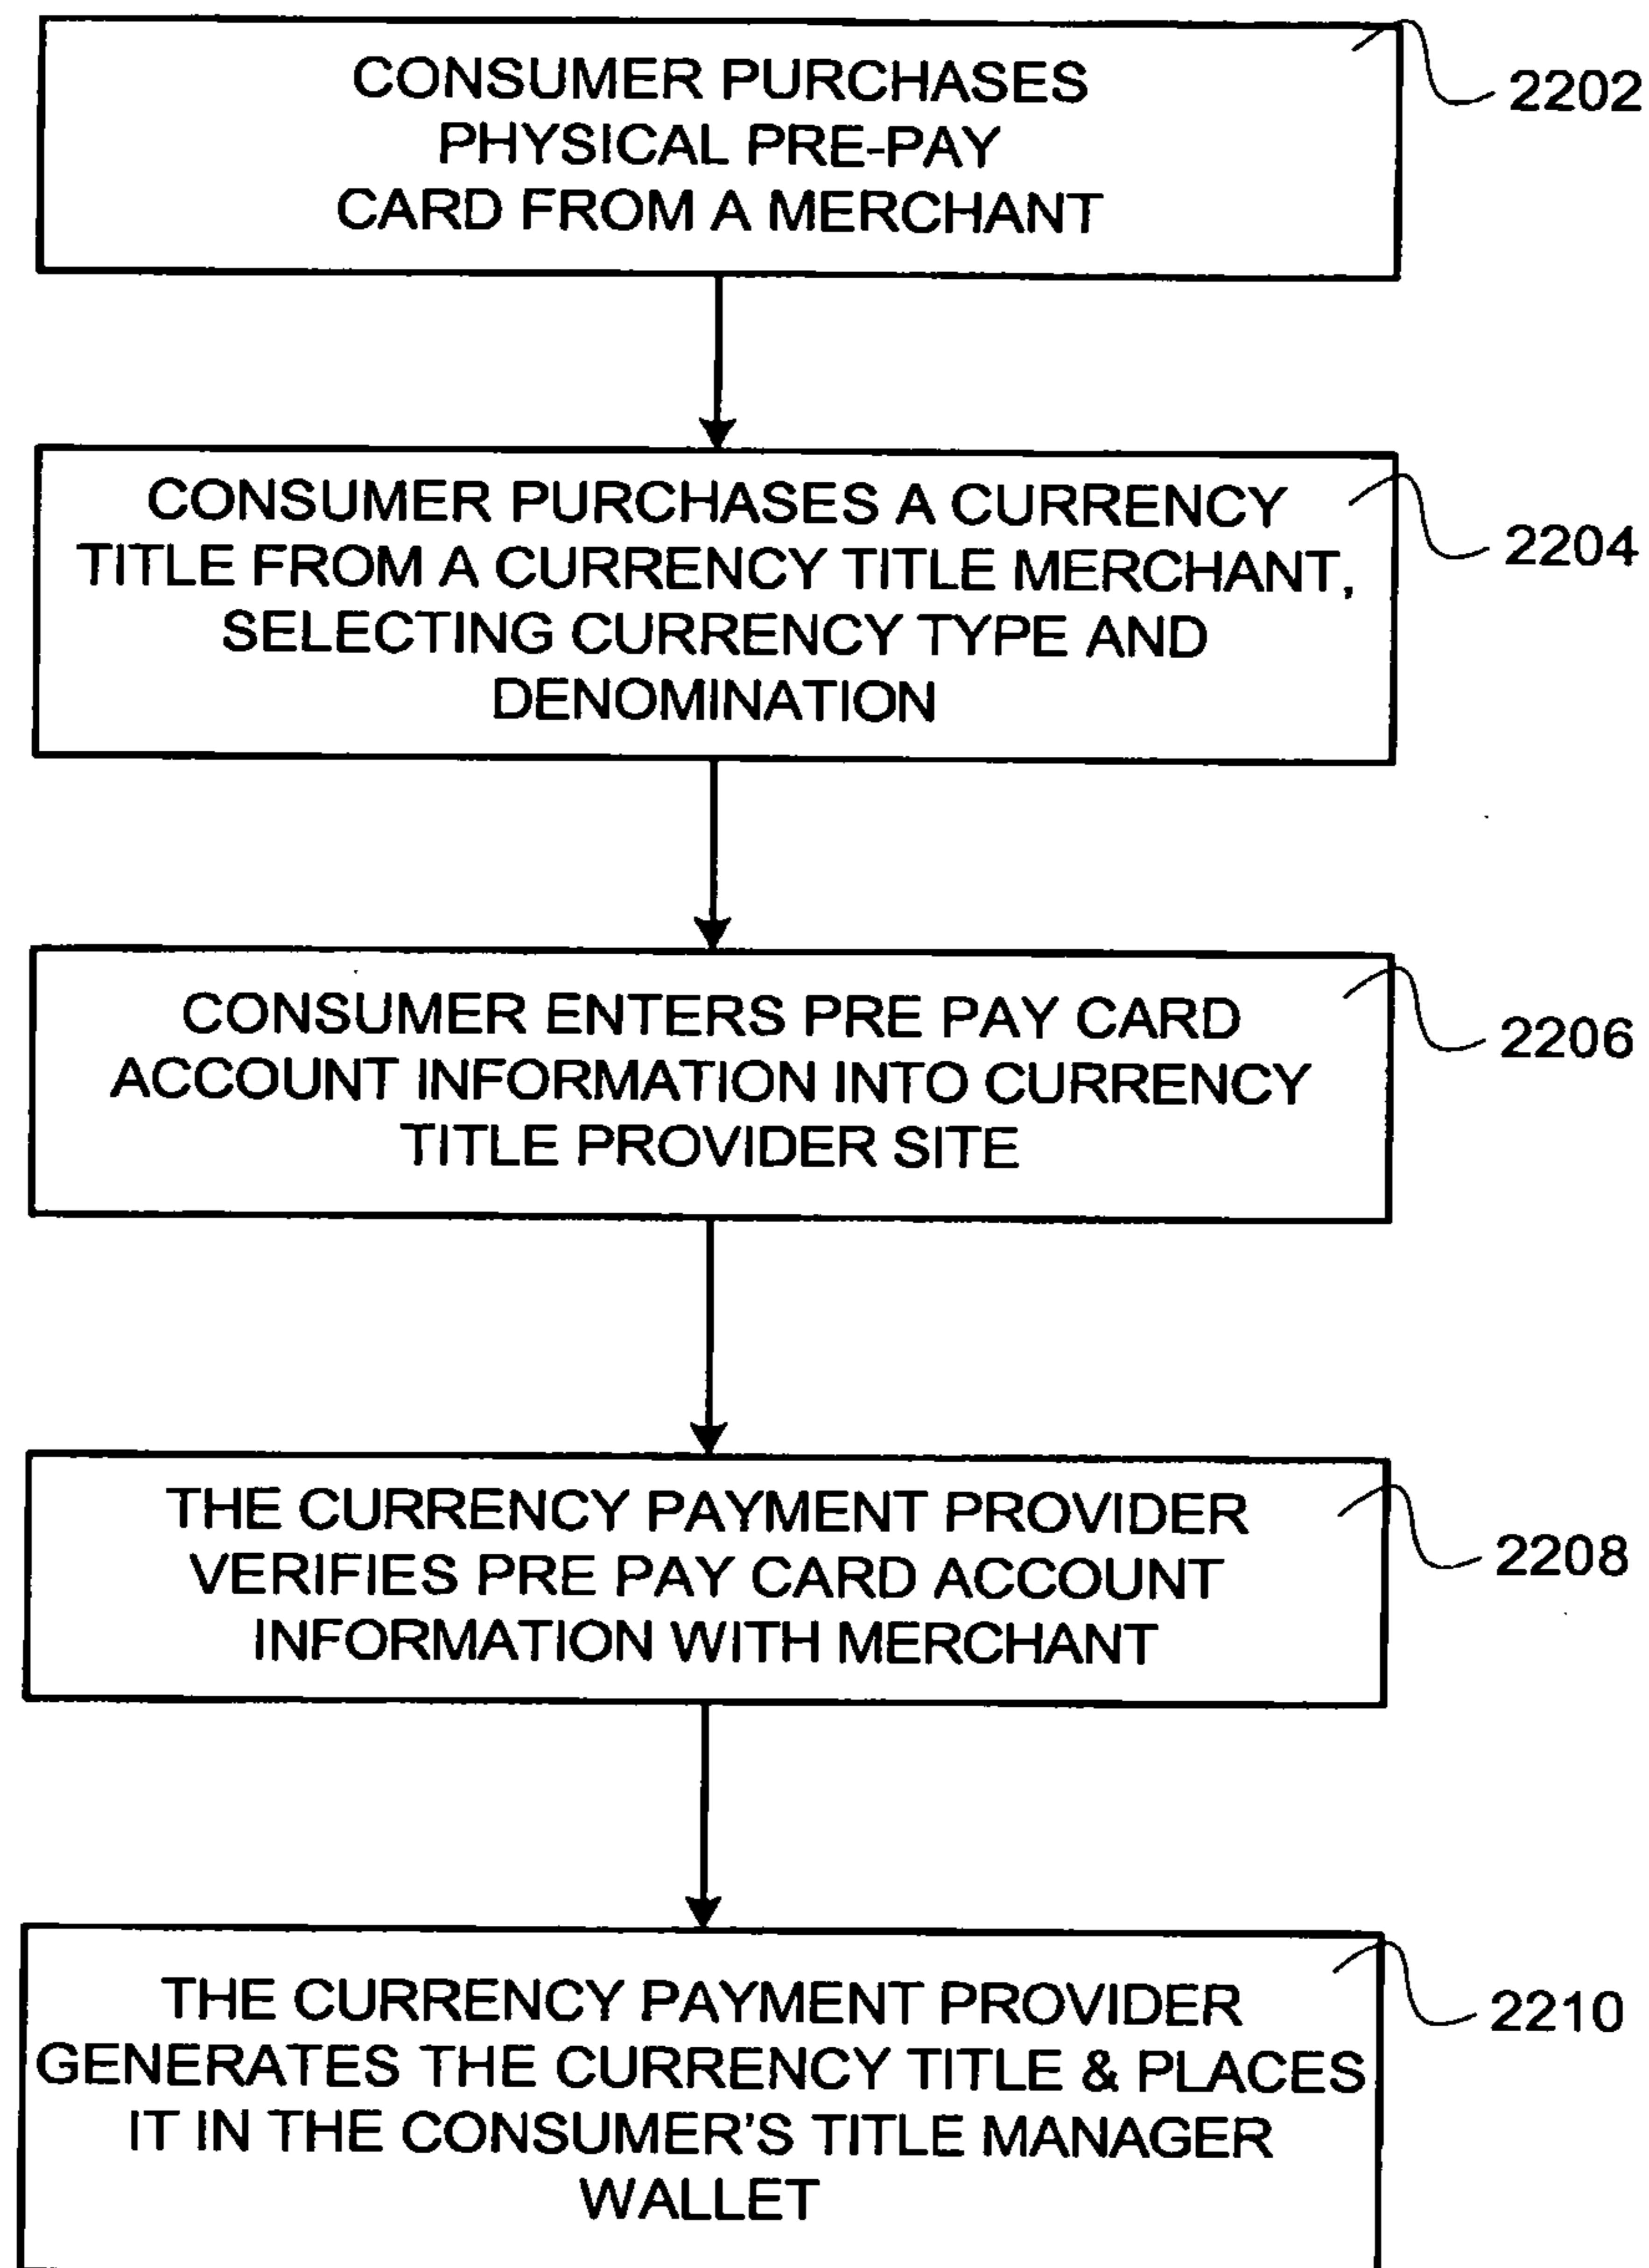 CONSUMER PURCHASES
PHYSICAL PRE-PAY
CARD FROM A MERCHANT
2202
CONSUMER PURCHASES A CURRENCY
TITLE FROM A CURRENCY TITLE MERCHANT,
SELECTING CURRENCY TYPE AND
DENOMINATION
2204
CONSUMER ENTERS PRE PAY CARD
ACCOUNT INFORMATION INTO CURRENCY
TITLE PROVIDER SITE
2206
THE CURRENCY PAYMENT PROVIDER
VERIFIES PRE PAY CARD ACCOUNT
INFORMATION WITH MERCHANT
2208
THE CURRENCY PAYMENT PROVIDER
GENERATES THE CURRENCY TITLE & PLACES
IT IN THE CONSUMER'S TITLE MANAGER
WALLET
2210